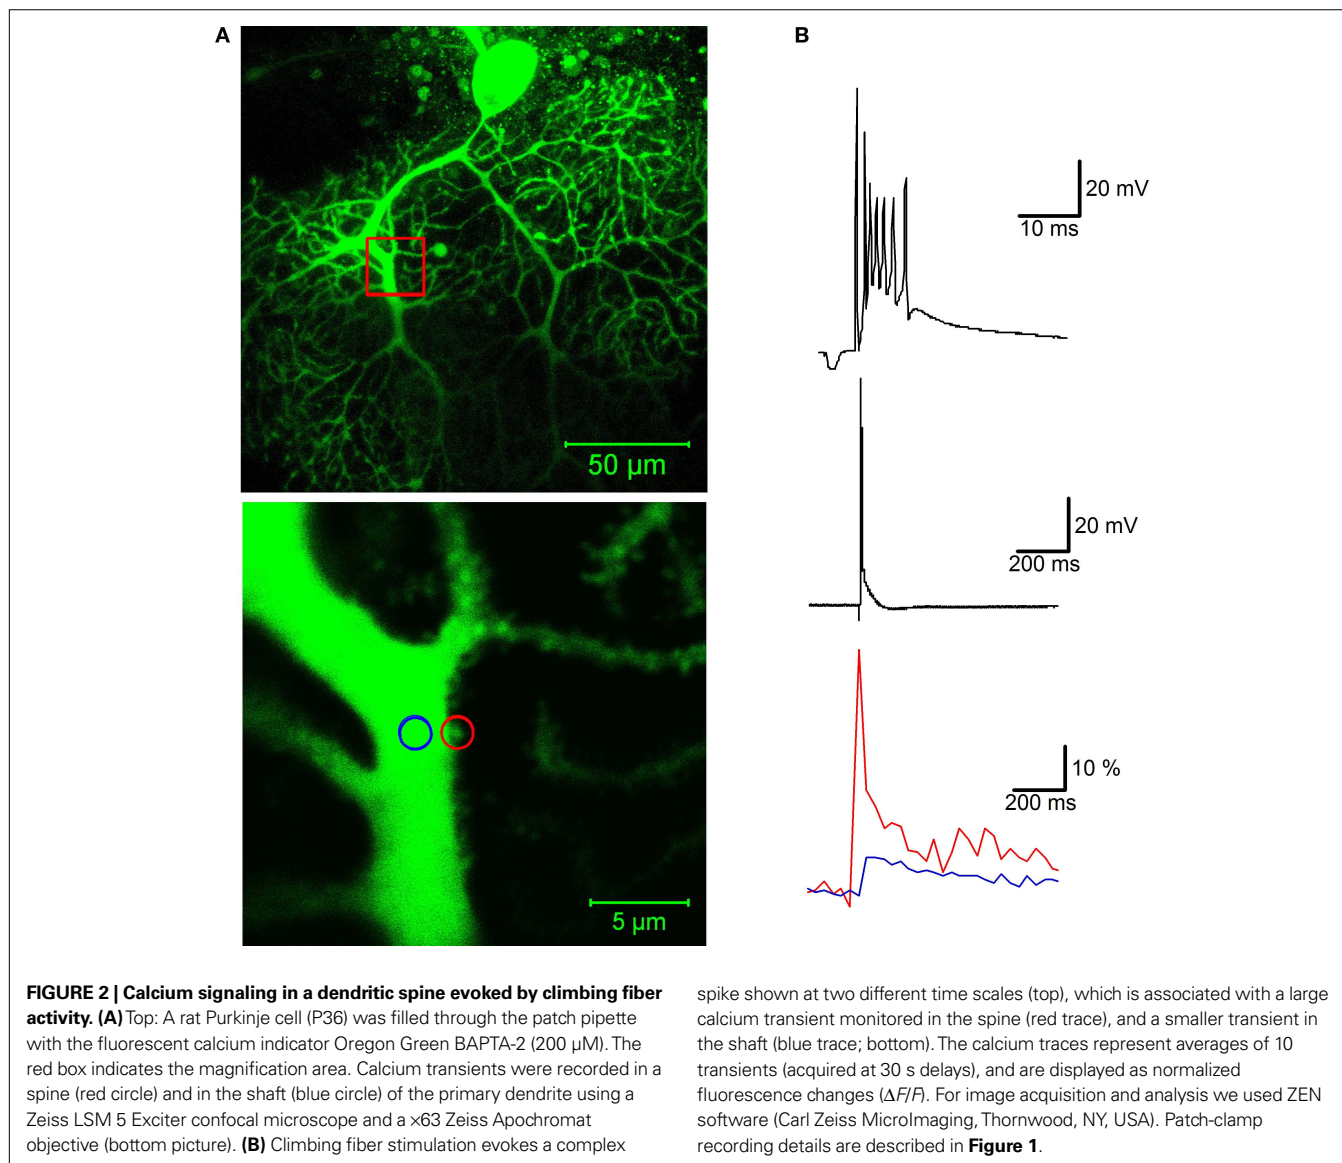 A
B
20 mV
10 ms
50 µm
20 mV
200 ms
10 %
200 ms
5 µm
FIGURE 2 | Calcium signaling in a dendritic spine evoked by climbing fiber
activity. (A) Top: A rat Purkinje cell (P36) was filled through the patch pipette
with the fluorescent calcium indicator Oregon Green BAPTA-2 (200 µM). The
red box indicates the magnification area. Calcium transients were recorded in a
spine (red circle) and in the shaft (blue circle) of the primary dendrite using a
Zeiss LSM 5 Exciter confocal microscope and a ×63 Zeiss Apochromat
objective (bottom picture). (B) Climbing fiber stimulation evokes a complex
spike shown at two different time scales (top), which is associated with a large
calcium transient monitored in the spine (red trace), and a smaller transient in
the shaft (blue trace; bottom). The calcium traces represent averages of 10
transients (acquired at 30 s delays), and are displayed as normalized
fluorescence changes (ΔF/F). For image acquisition and analysis we used ZEN
software (Carl Zeiss MicroImaging, Thornwood, NY, USA). Patch-clamp
recording details are described in Figure 1.